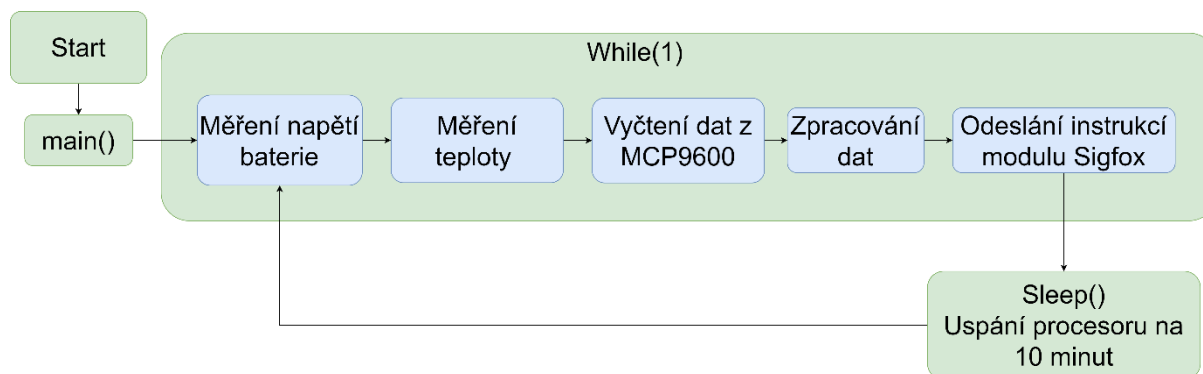 Start
main()
While(1)
Měření napětí
baterie
Měření
teploty
Vyčtení dat z
MCP9600
Zpracování
dat
Odeslání instrukcí
modulu Sigfox
Sleep()
Uspání procesoru na
10 minut